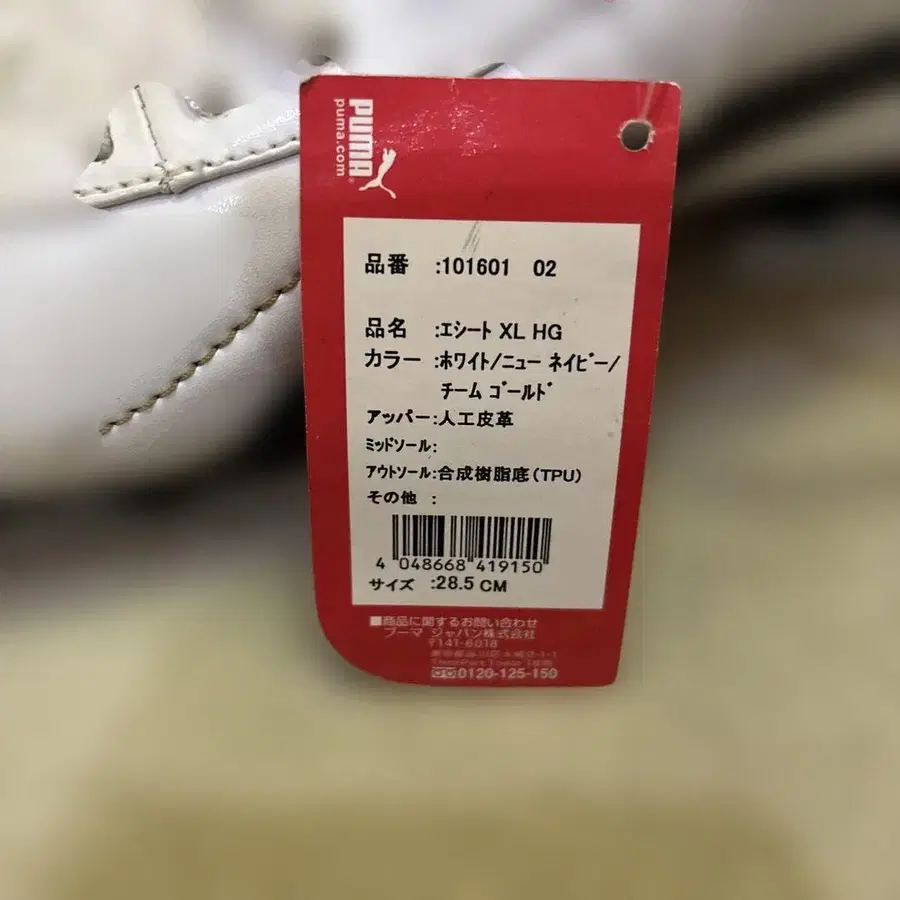 PUMA®
puma.com
品番 :101601 02
品名 :エシート XL HG
カラー :ホワイト/ニュー ネイビー/
チーム ゴールド
アッパー:人工皮革
ミッドソール:
アウトソール:合成樹脂底(TPU)
その他 :
4 048668 419150
サイズ :28.5 CM
■商品に関するお問い合わせ
プーマ ジャパン株式会社
〒141-6018
0120-125-150